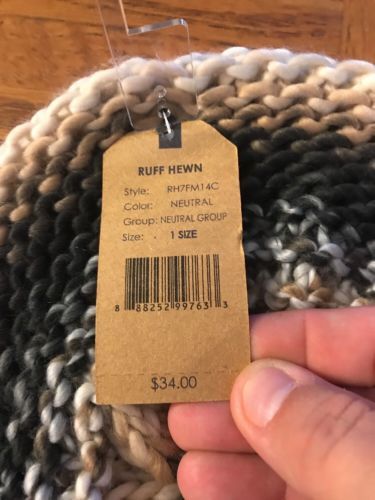 RUFF HEWN
Style: RH7FM14C
Color: NEUTRAL
Group: NEUTRAL GROUP
Size: . 1 SIZE
8 88252 99763 3
$34.00